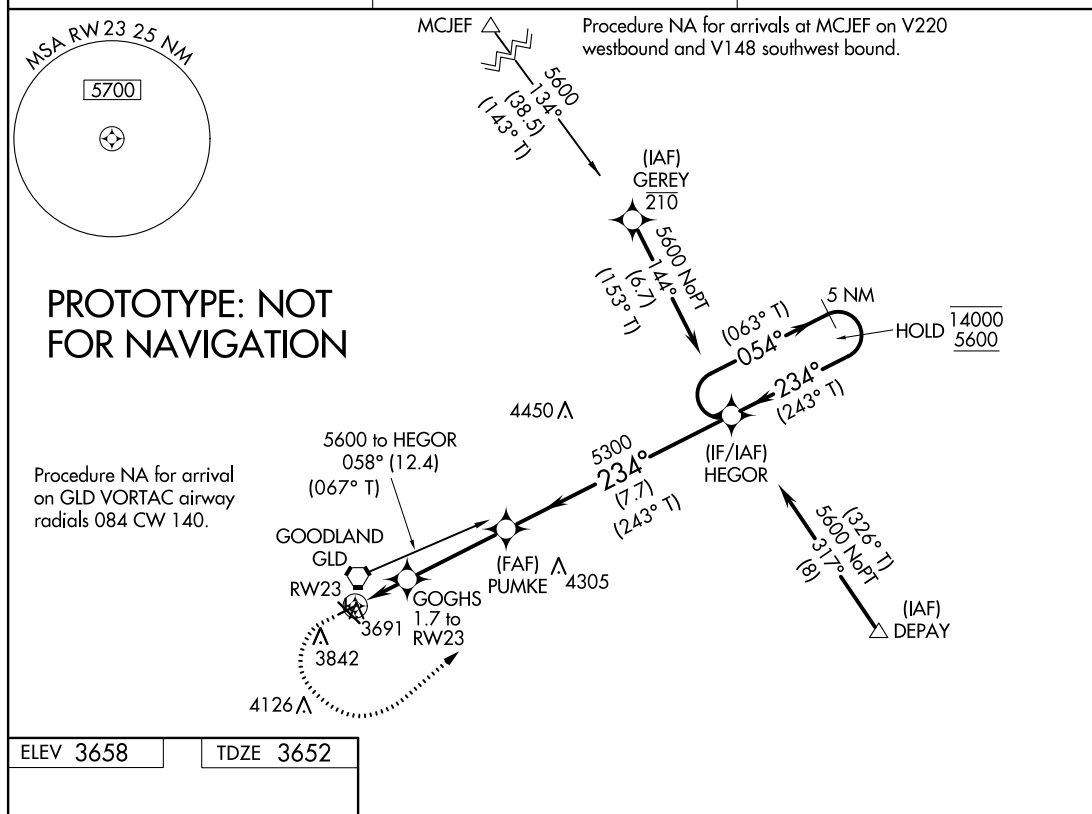 MSA RW 23 25 NM
5700
MCJEF
Procedure NA for arrivals at MCJEF on V220
westbound and V148 southwest bound.
5600
134°
(38.5)
(143° T)
(IAF)
GEREY
210
5600 NoPT
144°
(6.7)
(153° T)
PROTOTYPE: NOT
FOR NAVIGATION
(063° T)
054°
5 NM
HOLD
14000
5600
234°
(243° T)
4450
(IF/IAF)
HEGOR
5300
234°
(7.7)
(243° T)
5600 to HEGOR
058° (12.4)
(067° T)
Procedure NA for arrival
on GLD VORTAC airway
radials 084 CW 140.
GOODLAND
GLD
RW23
(FAF)
PUMKE
4305
GOGHS
1.7 to
RW23
3691
3842
4126
(326° T)
5600 NoPT
317°
(8)
(IAF)
DEPAY
ELEV 3658
TDZE 3652